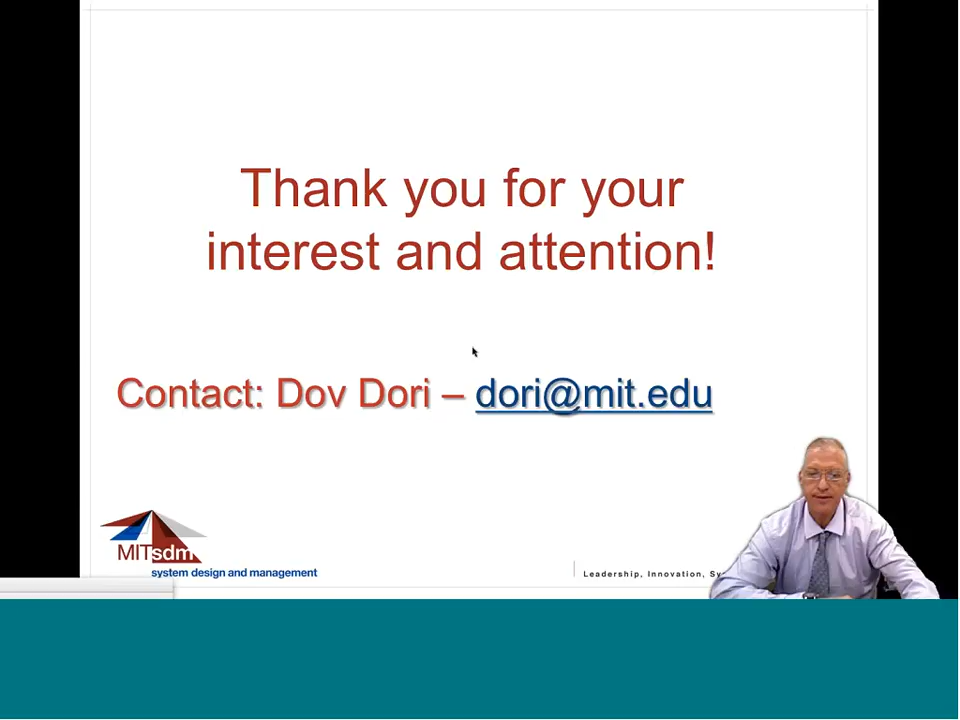 Thank you for your
interest and attention!
Contact: Dov Dori – dori@mit.edu
MITsdm
system design and management
Leadership, Innovation,